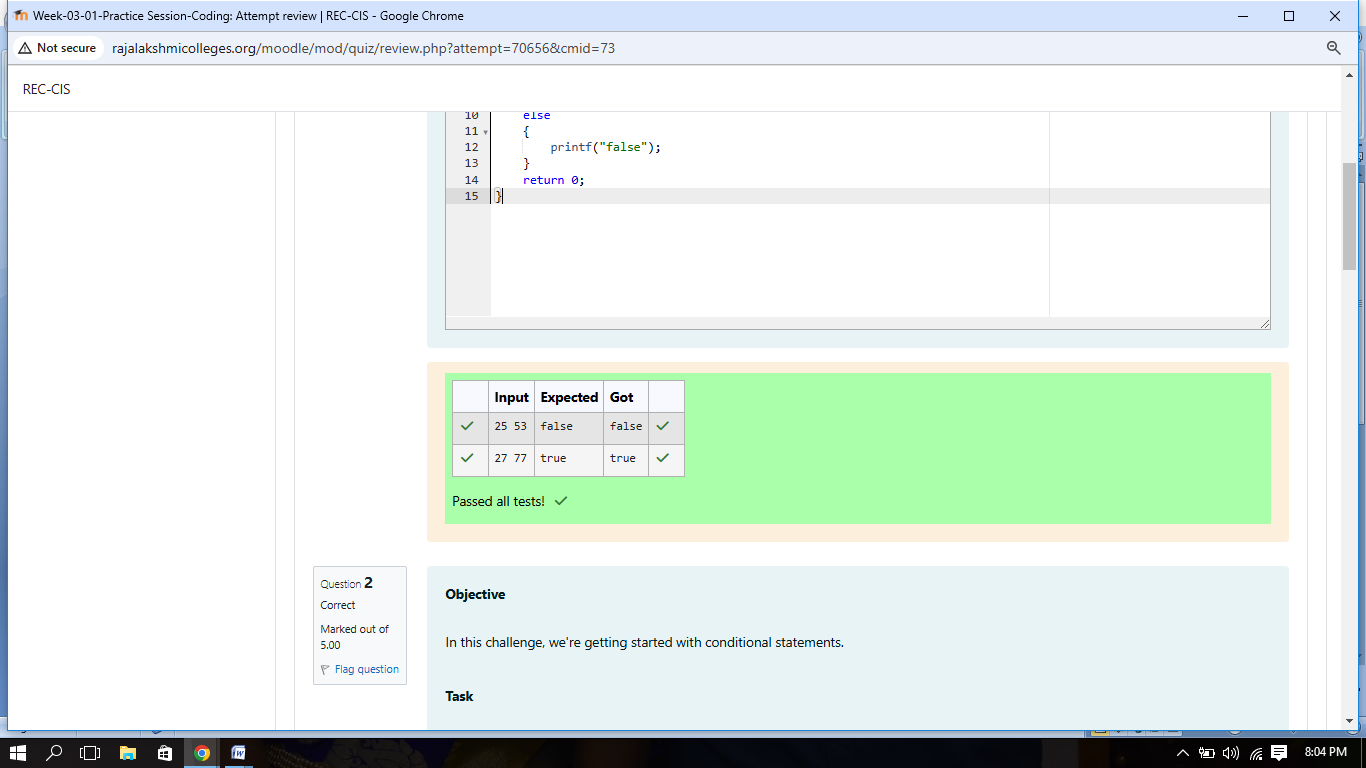 Week-03-01-Practice Session-Coding: Attempt review | REC-CIS - Google Chrome
Not secure rajalakshmicolleges.org/moodle/mod/quiz/review.php?attempt=70656&cmid=73
REC-CIS
10 else
11 {
12 printf("false");
13 }
14 return 0;
15 }
Input Expected Got
25 53 false false
27 77 true true
Passed all tests!
Question 2
Correct
Marked out of
5.00
Flag question
Objective
In this challenge, we're getting started with conditional statements.
Task
8:04 PM